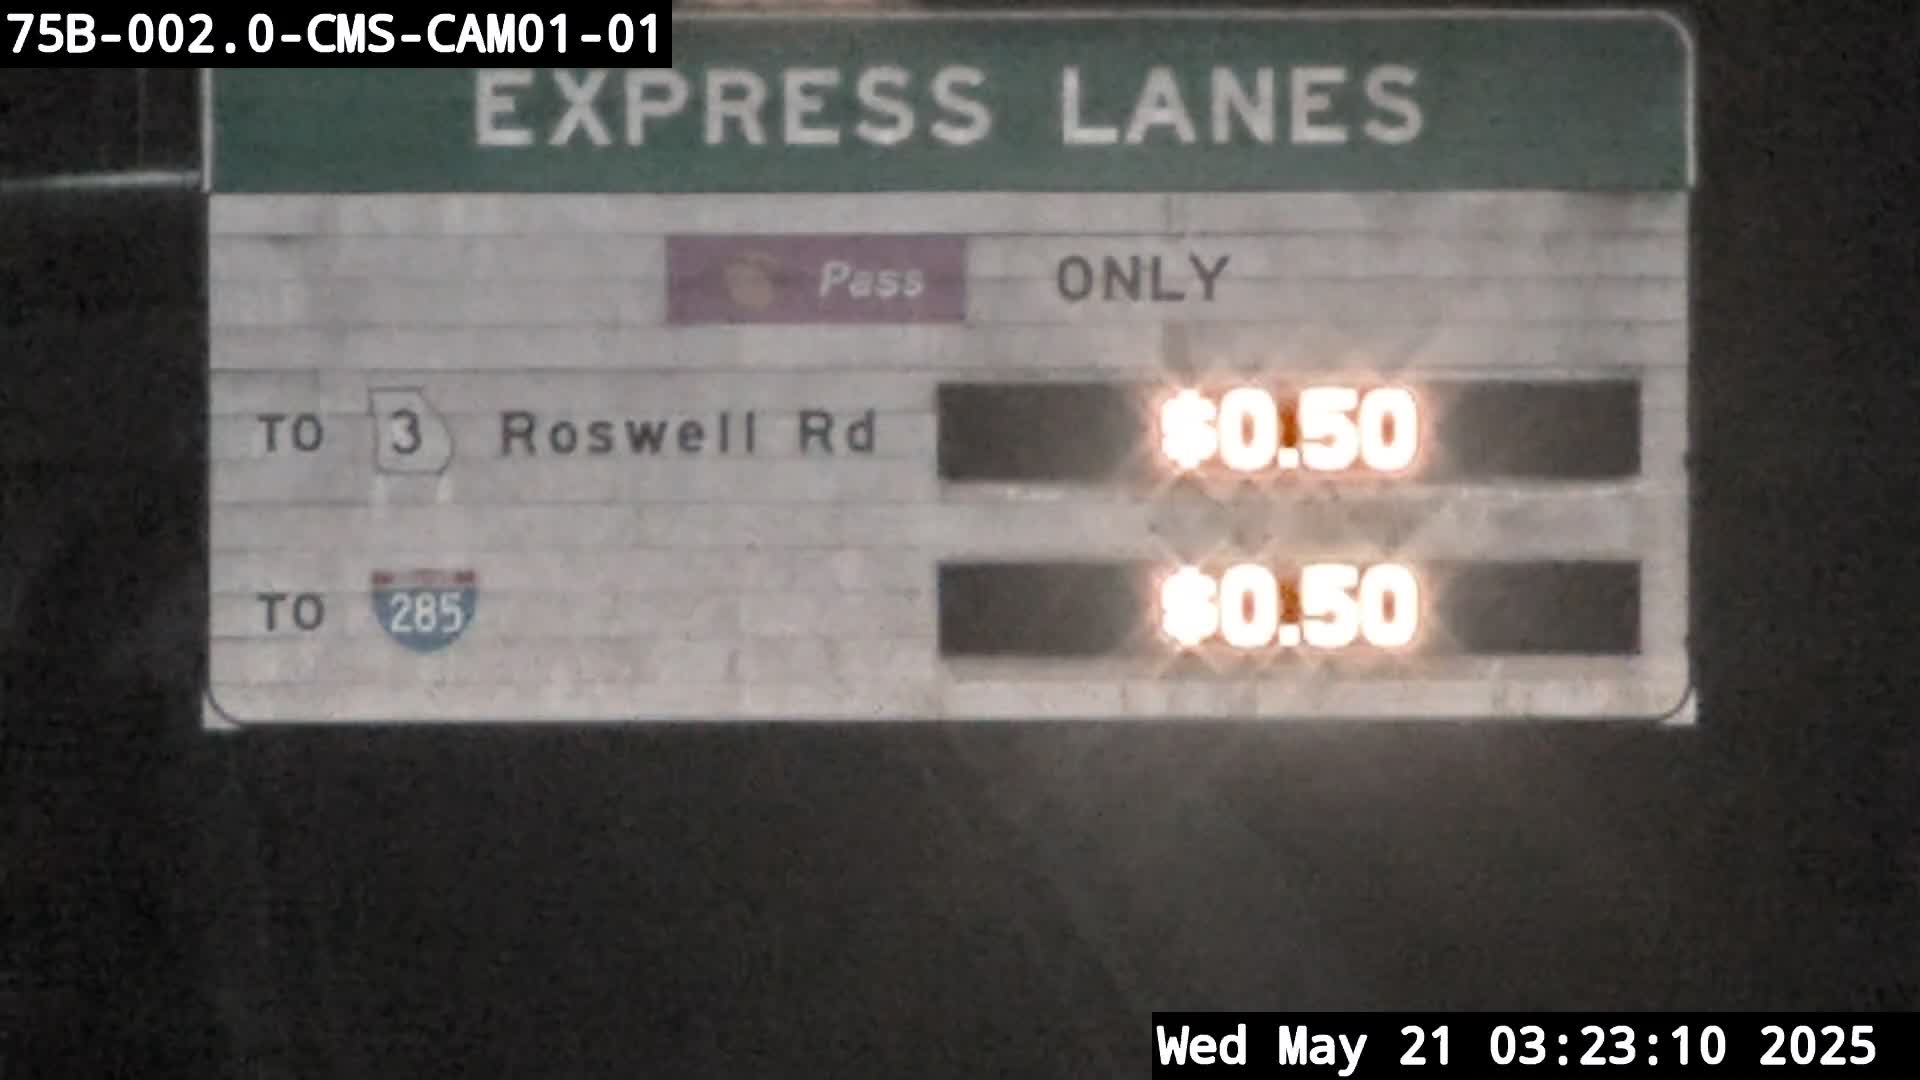 75B-002.0-CMS-CAM01-01
EXPRESS LANES
Pass ONLY
TO 3 Roswell Rd $0.50
TO 285 $0.50
Wed May 21 03:23:10 2025